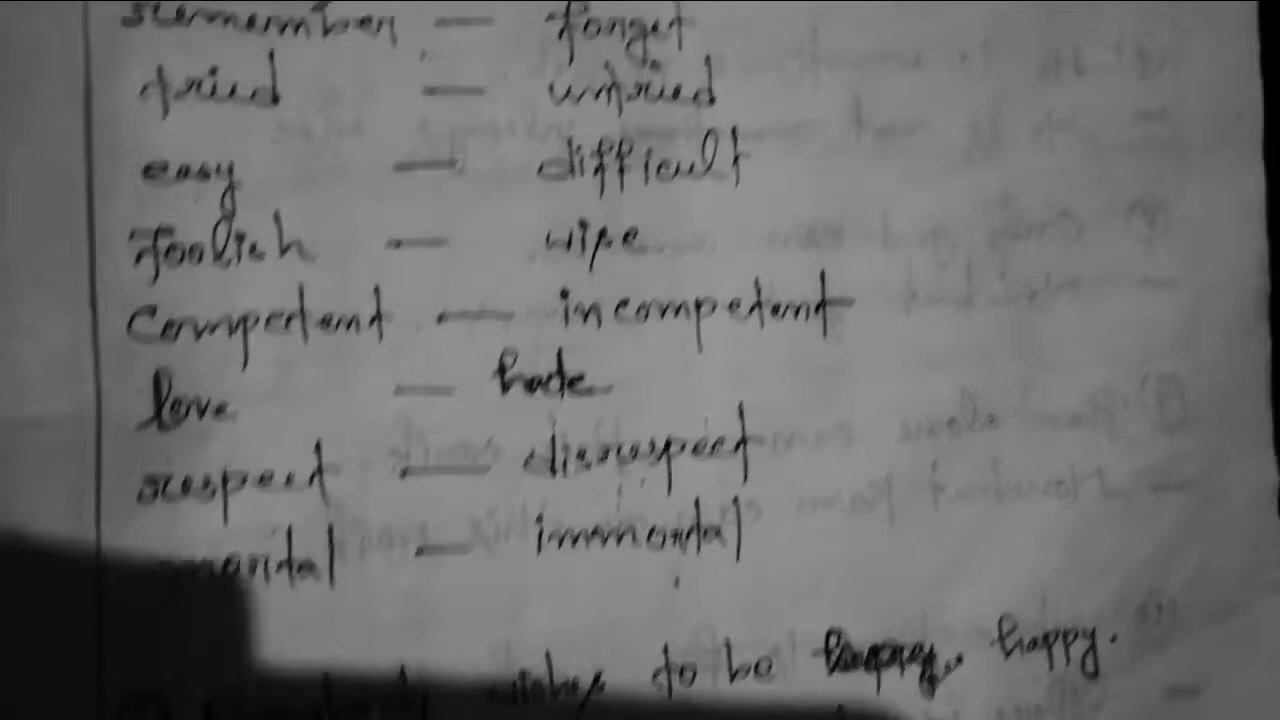 remember — forget
tried — untried
easy — difficult
Foolish — wise
Competent — incompetent
love — hate
respect — disrespect
mortal — immortal
wishes to be happy.